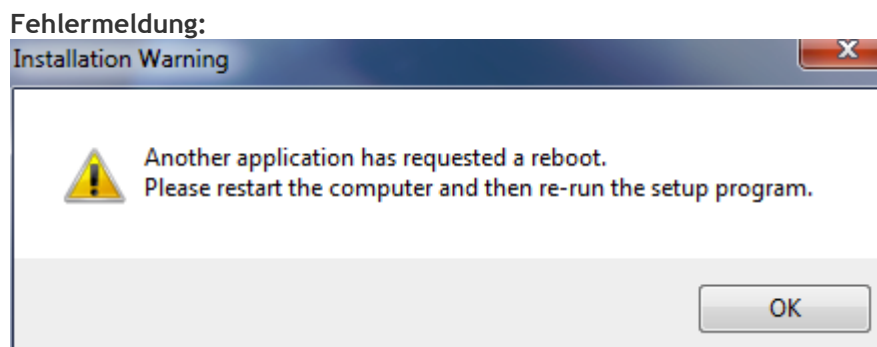 Fehlermeldung:
Installation Warning
Another application has requested a reboot.
Please restart the computer and then re-run the setup program.
OK